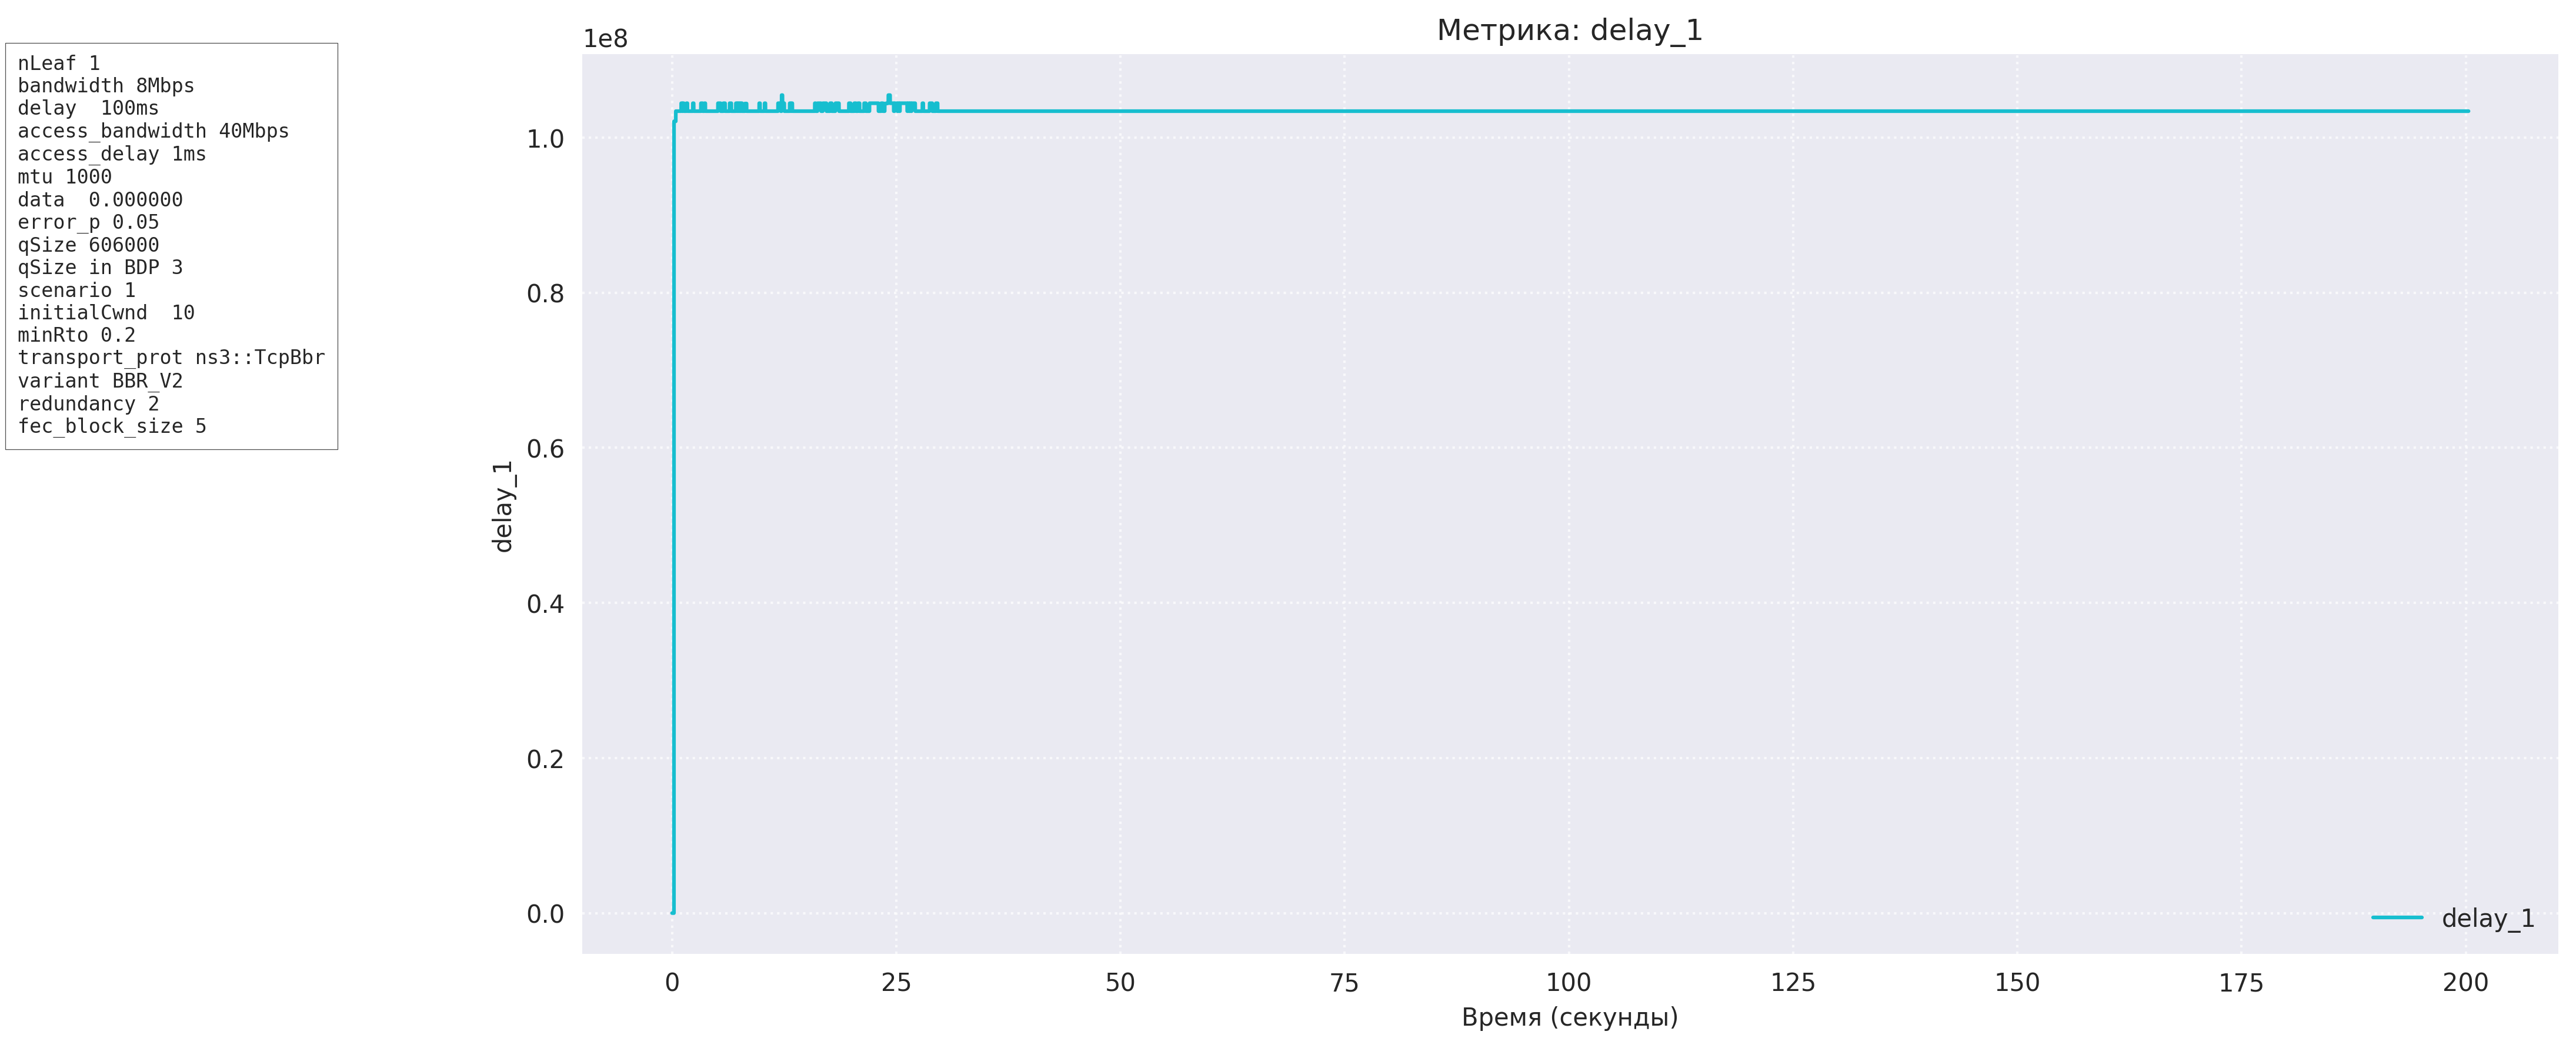 nLeaf 1
bandwidth 8Mbps
delay  100ms
access_bandwidth 40Mbps
access_delay 1ms
mtu 1000
data  0.000000
error_p 0.05
qSize 606000
qSize in BDP 3
scenario 1
initialCwnd  10
minRto 0.2
transport_prot ns3::TcpBbr
variant BBR_V2
redundancy 2
fec_block_size 5
Метрика: delay_1
1e8
1.0
0.8
0.6
0.4
0.2
0.0
delay_1
delay_1
0 25 50 75 100 125 150 175 200
Время (секунды)